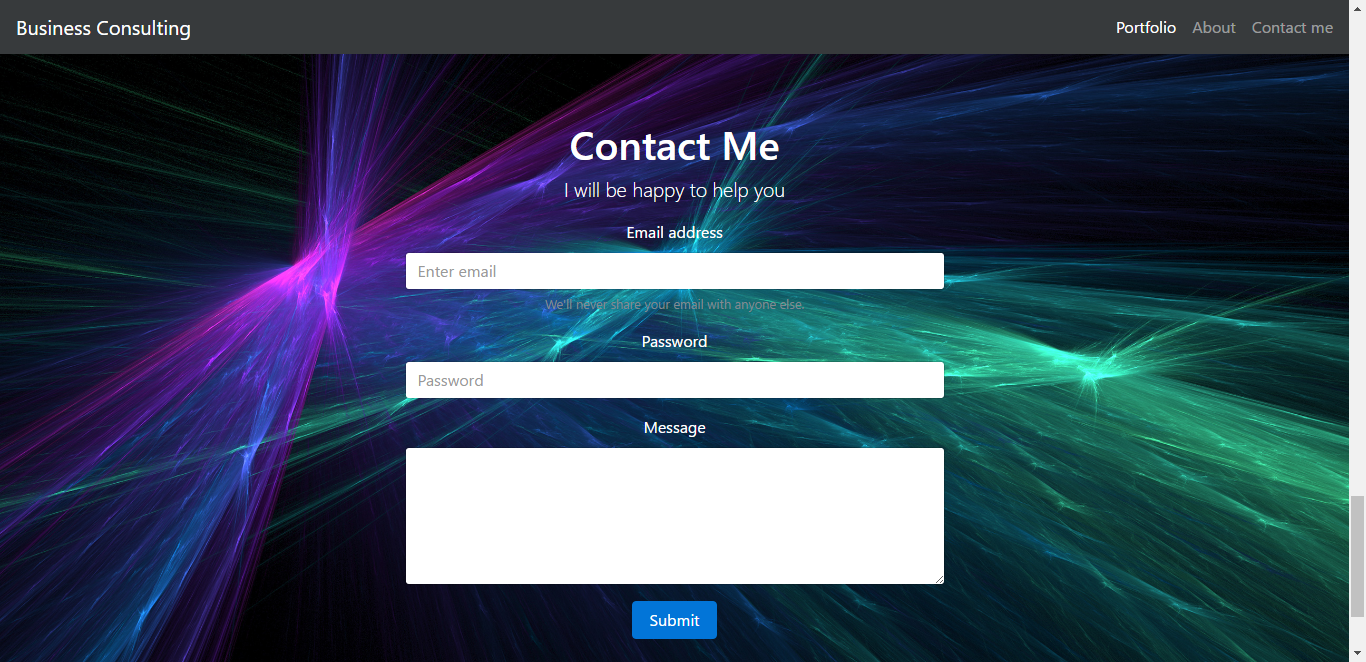 Business Consulting
Portfolio About Contact me
Contact Me
I will be happy to help you
Email address
Enter email
We'll never share your email with anyone else.
Password
Password
Message
Submit